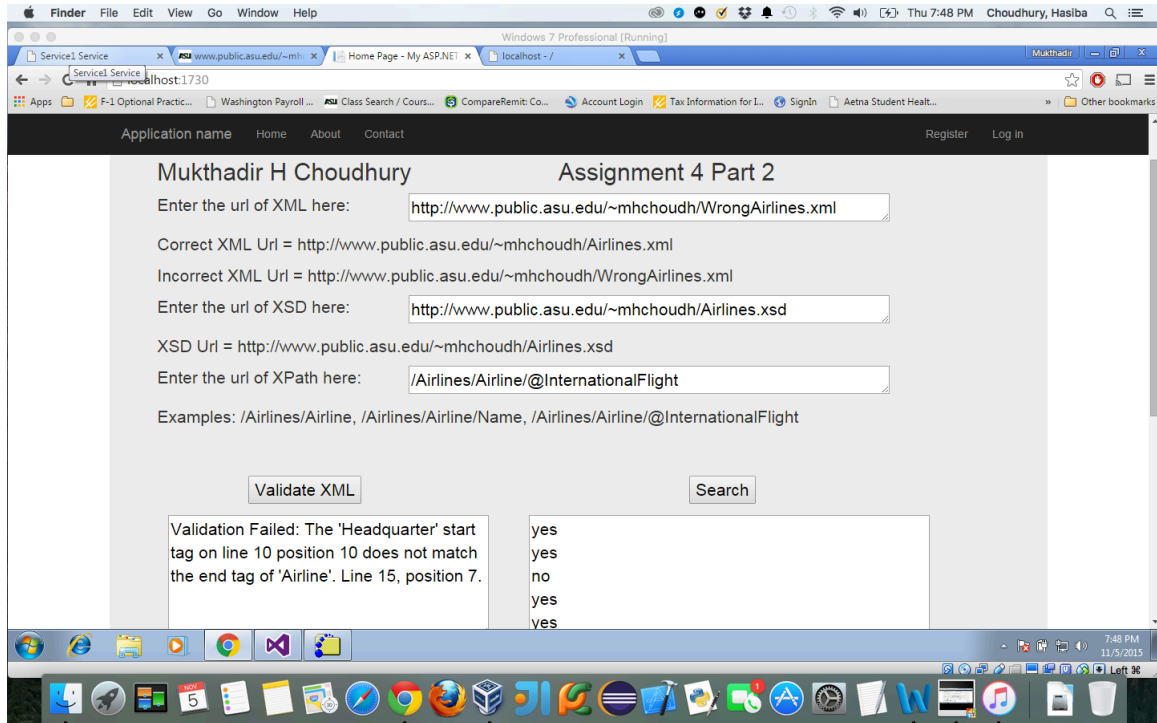 Finder File Edit View Go Window Help Thu 7:48 PM Choudhury, Hasiba
Windows 7 Professional [Running]
Service1 Service www.public.asu.edu/~mh Home Page - My ASP.NET localhost - / Mukthadir
Service1 Service
localhost:1730
Apps F-1 Optional Practic... Washington Payroll ... ASU Class Search / Cours... CompareRemit: Co... Account Login Tax Information for I... SignIn Aetna Student Healt... » Other bookmarks
Application name Home About Contact Register Log in
Mukthadir H Choudhury Assignment 4 Part 2
Enter the url of XML here: http://www.public.asu.edu/~mhchoudh/WrongAirlines.xml
Correct XML Url = http://www.public.asu.edu/~mhchoudh/Airlines.xml
Incorrect XML Url = http://www.public.asu.edu/~mhchoudh/WrongAirlines.xml
Enter the url of XSD here: http://www.public.asu.edu/~mhchoudh/Airlines.xsd
XSD Url = http://www.public.asu.edu/~mhchoudh/Airlines.xsd
Enter the url of XPath here: /Airlines/Airline/@InternationalFlight
Examples: /Airlines/Airline, /Airlines/Airline/Name, /Airlines/Airline/@InternationalFlight
Validate XML Search
Validation Failed: The 'Headquarter' start
tag on line 10 position 10 does not match
the end tag of 'Airline'. Line 15, position 7.
yes
yes
no
yes
yes
7:48 PM
11/5/2015
Left ⌘
NOV
5
1